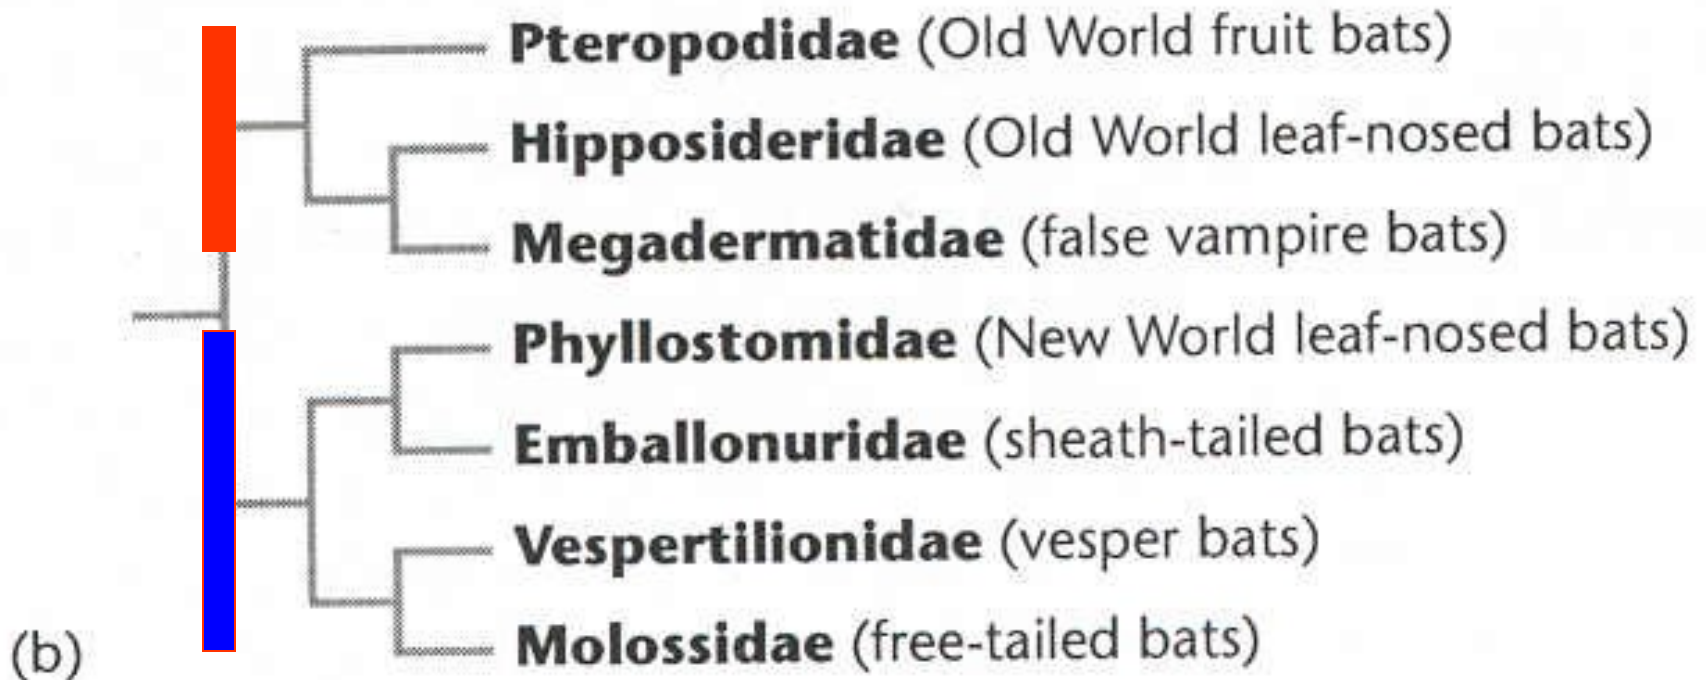 Pteropodidae (Old World fruit bats)
Hipposideridae (Old World leaf-nosed bats)
Megadermatidae (false vampire bats)
Phyllostomidae (New World leaf-nosed bats)
Emballonuridae (sheath-tailed bats)
Vespertilionidae (vesper bats)
Molossidae (free-tailed bats)
(b)